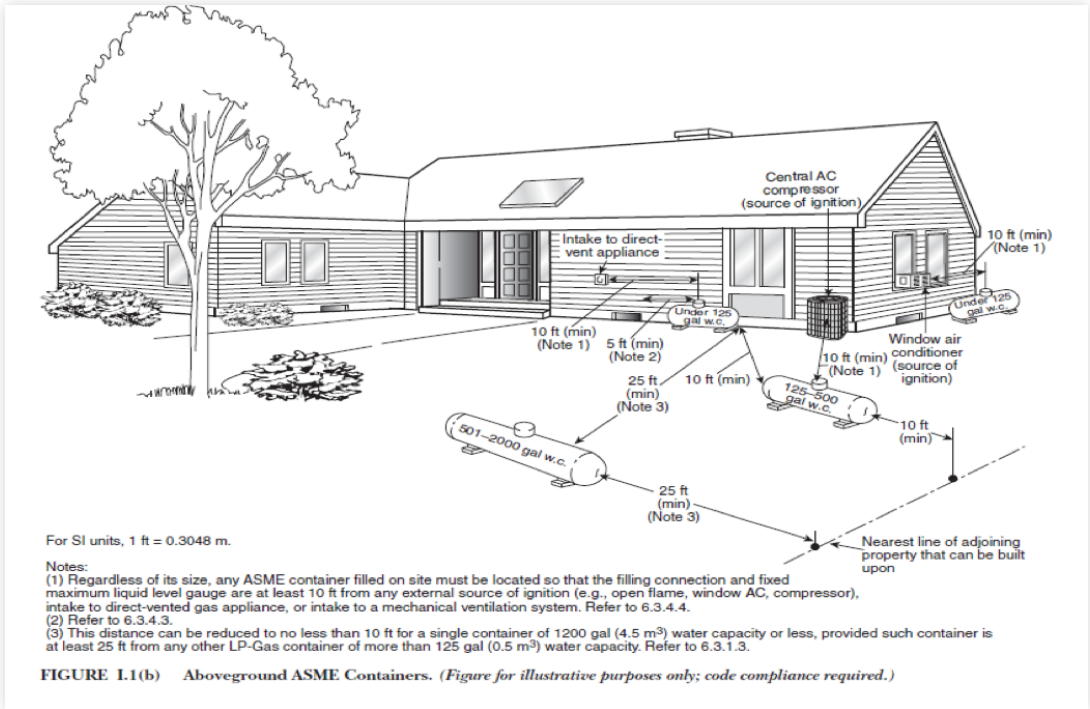 Central AC
compressor
(source of ignition)
10 ft (min)
(Note 1)
Intake to direct-
vent appliance
Under 125
gal w.c.
Under 125
gal w.c.
10 ft (min)
(Note 1)
5 ft (min)
(Note 2)
Window air
conditioner
(source of
ignition)
10 ft (min)
(Note 1)
25 ft
(min)
(Note 3)
10 ft (min)
125–500
gal w.c.
10 ft
(min)
501–2000 gal w.c.
25 ft
(min)
(Note 3)
Nearest line of adjoining
property that can be built
upon
For SI units, 1 ft = 0.3048 m.
Notes:
(1) Regardless of its size, any ASME container filled on site must be located so that the filling connection and fixed
maximum liquid level gauge are at least 10 ft from any external source of ignition (e.g., open flame, window AC, compressor),
intake to direct-vented gas appliance, or intake to a mechanical ventilation system. Refer to 6.3.4.4.
(2) Refer to 6.3.4.3.
(3) This distance can be reduced to no less than 10 ft for a single container of 1200 gal (4.5 m³) water capacity or less, provided such container is
at least 25 ft from any other LP-Gas container of more than 125 gal (0.5 m³) water capacity. Refer to 6.3.1.3.
FIGURE I.1(b) Aboveground ASME Containers. (Figure for illustrative purposes only; code compliance required.)